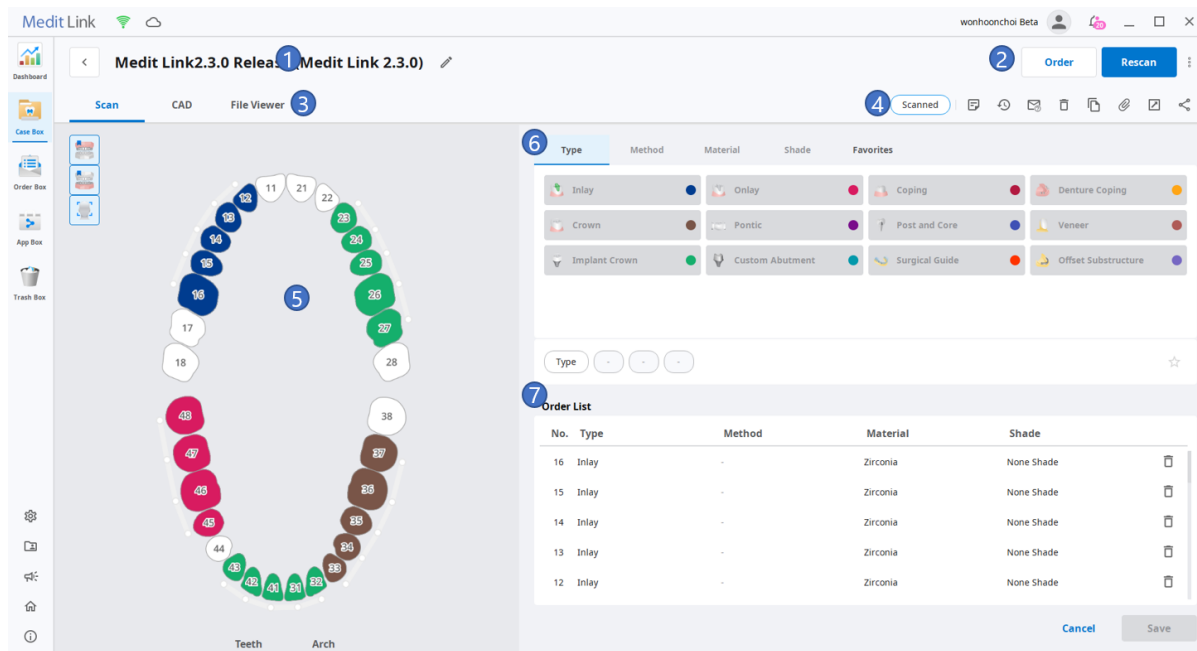 Medit Link
wonhoonchoi Beta
Dashboard
Case Box
Order Box
App Box
Trash Box
Medit Link2.3.0 Releas 1 (Medit Link 2.3.0)
2
Order
Rescan
Scan CAD File Viewer 3
4 Scanned
12 11 21 22
13 23
14 24
15 25
16 26
17 27
18 28
5
48 38
47 37
46 36
45 35
44 34
43 33
42 41 31 32
Teeth Arch
6
Type Method Material Shade Favorites
Inlay Onlay Coping Denture Coping
Crown Pontic Post and Core Veneer
Implant Crown Custom Abutment Surgical Guide Offset Substructure
Type - - -
7
Order List
No. Type Method Material Shade
16 Inlay - Zirconia None Shade
15 Inlay - Zirconia None Shade
14 Inlay - Zirconia None Shade
13 Inlay - Zirconia None Shade
12 Inlay - Zirconia None Shade
Cancel Save